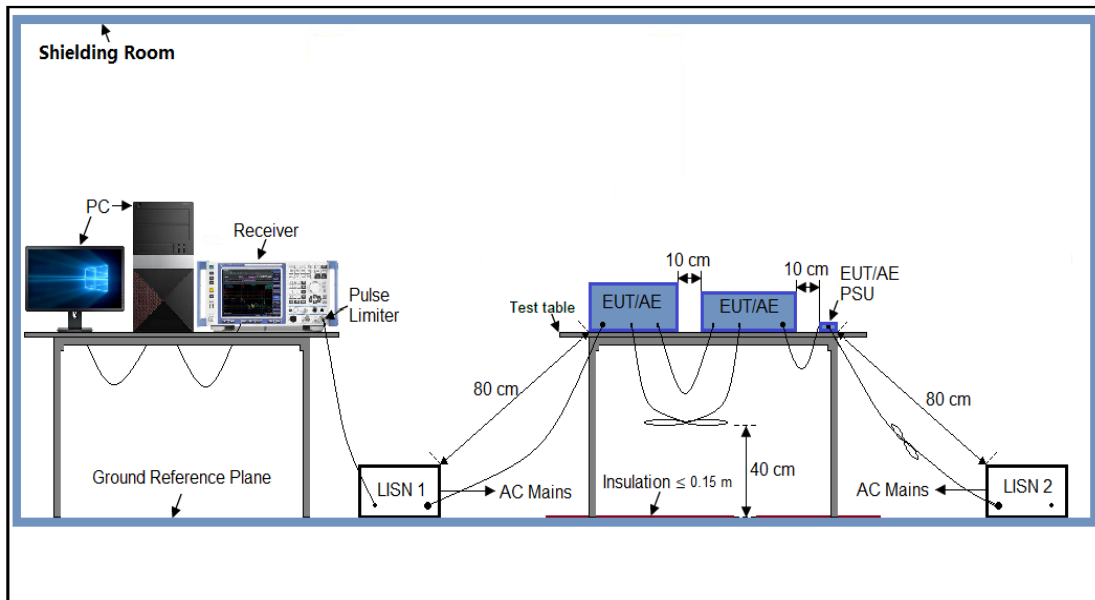 Shielding Room
PC
Receiver
Pulse
Limiter
10 cm
10 cm
EUT/AE
PSU
EUT/AE
EUT/AE
Test table
80 cm
80 cm
40 cm
Ground Reference Plane
LISN 1
AC Mains
Insulation ≤ 0.15 m
AC Mains
LISN 2